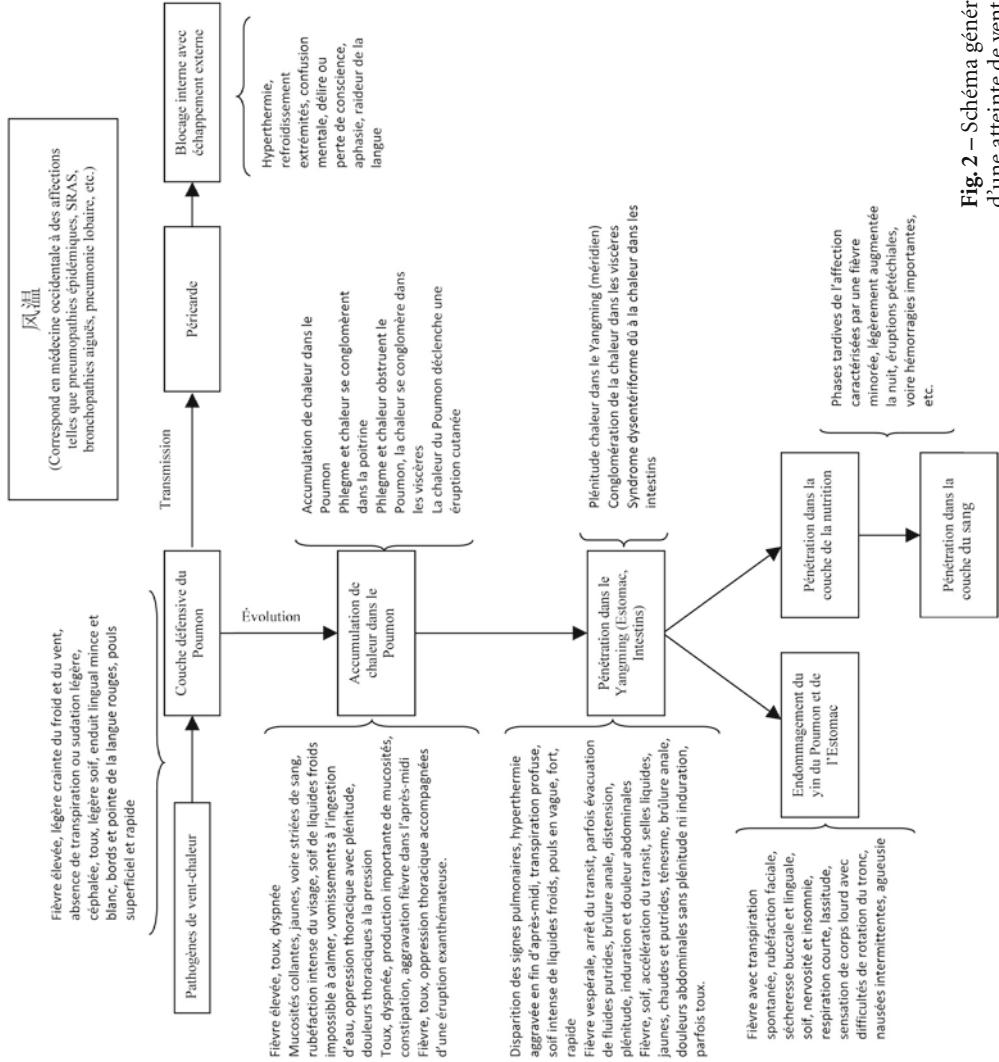 风温
(Correspond en médecine occidentale à des affections
telles que pneumopathies épidémiques, SRAS,
bronchopathies aiguës, pneumonie lobaire, etc.)
Fièvre élevée, légère crainte du froid et du vent,
absence de transpiration ou sudation légère,
céphalée, toux, légère soif, enduit lingual mince et
blanc, bords et pointe de la langue rouges, pouls
superficiel et rapide
Pathogènes de vent-chaleur
Couche défensive du
Poumon
Transmission
Péricarde
Blocage interne avec
échappement externe
Hyperthermie,
refroidissement
extrémités, confusion
mentale, délire ou
perte de conscience,
aphasie, raideur de la
langue
Évolution
Fièvre élevée, toux, dyspnée
Mucosités collantes, jaunes, voire striées de sang,
rubéfaction intense du visage, soif de liquides froids
impossible à calmer, vomissements à l'ingestion
d'eau, oppression thoracique avec plénitude,
douleurs thoraciques à la pression
Toux, dyspnée, production importante de mucosités,
constipation, aggravation fièvre dans l'après-midi
Fièvre, toux, oppression thoracique accompagnées
d'une éruption exanthémateuse.
Accumulation de
chaleur dans le
Poumon
Accumulation de chaleur dans le
Poumon
Phlegme et chaleur se conglomèrent
dans la poitrine
Phlegme et chaleur obstruent le
Poumon, la chaleur se conglomère dans
les viscères
La chaleur du Poumon déclenche une
éruption cutanée
Disparition des signes pulmonaires, hyperthermie
aggravée en fin d'après-midi, transpiration profuse,
soif intense de liquides froids, pouls en vague, fort,
rapide
Fièvre vespérale, arrêt du transit, parfois évacuation
de fluides putrides, brûlure anale, distension,
plénitude, induration et douleur abdominales
Fièvre, soif, accélération du transit, selles liquides,
jaunes, chaudes et putrides, ténesme, brûlure anale,
douleurs abdominales sans plénitude ni induration,
parfois toux.
Pénétration dans le
Yangming (Estomac,
Intestins)
Plénitude chaleur dans le Yangming (méridien)
Conglomération de la chaleur dans les viscères
Syndrome dysentériforme dû à la chaleur dans les
intestins
Fièvre avec transpiration
spontanée, rubéfaction faciale,
sécheresse buccale et linguale,
soif, nervosité et insomnie,
respiration courte, lassitude,
sensation de corps lourd avec
difficultés de rotation du tronc,
nausées intermittentes, agueusie
Endommagement du
yin du Poumon et de
l'Estomac
Pénétration dans la
couche de la nutrition
Pénétration dans la
couche du sang
Phases tardives de l'affection
caractérisées par une fièvre
minorée, légèrement augmentée
la nuit, éruptions pétéchiales,
voire hémorragies importantes,
etc.
Fig. 2 – Schéma génér
d'une atteinte de vent